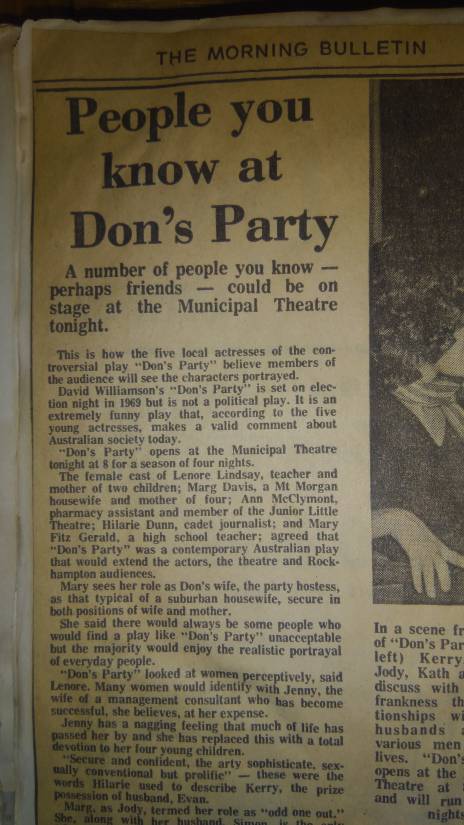 THE MORNING BULLETIN
People you
know at
Don's Party
A number of people you know —
perhaps friends — could be on
stage at the Municipal Theatre
tonight.
This is how the five local actresses of the con-
troversial play "Don's Party" believe members of
the audience will see the characters portrayed.
David Williamson's "Don's Party" is set on elec-
tion night in 1969 but is not a political play. It is an
extremely funny play that, according to the five
young actresses, makes a valid comment about
Australian society today.
"Don's Party" opens at the Municipal Theatre
tonight at 8 for a season of four nights.
The female cast of Lenore Lindsay, teacher and
mother of two children; Marg Davis, a Mt Morgan
housewife and mother of four; Ann McClymont,
pharmacy assistant and member of the Junior Little
Theatre; Hilarie Dunn, cadet journalist; and Mary
Fitz Gerald, a high school teacher; agreed that
"Don's Party" was a contemporary Australian play
that would extend the actors, the theatre and Rock-
hampton audiences.
Mary sees her role as Don's wife, the party hostess,
as that typical of a suburban housewife, secure in
both positions of wife and mother.
She said there would always be some people who
would find a play like "Don's Party" unacceptable
but the majority would enjoy the realistic portrayal
of everyday people.
"Don's Party" looked at women perceptively, said
Lenore. Many women would identify with Jenny, the
wife of a management consultant who has become
successful, she believes, at her expense.
Jenny has a nagging feeling that much of life has
passed her by and she has replaced this with a total
devotion to her four young children.
"Secure and confident, the arty sophisticate, sex-
ually conventional but prolific" — these were the
words Hilarie used to describe Kerry, the prize
possession of husband, Evan.
Marg, as Jody, termed her role as "odd one out."
She, along with her husband, Simon, is the only
In a scene fr
of "Don's Par
left) Kerry
Jody, Kath a
discuss with
frankness th
tionships wi
husbands a
various men
lives. "Don's
opens at the
Theatre at
and will run
nights